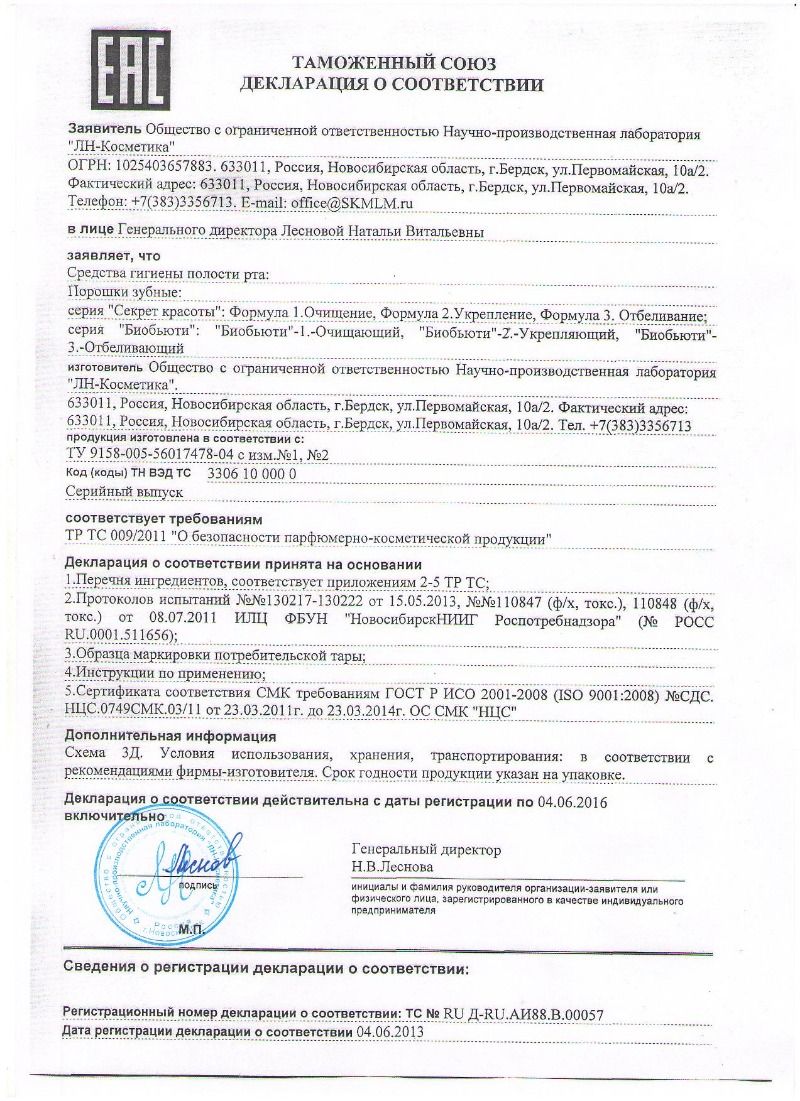 EAC
ТАМОЖЕННЫЙ СОЮЗ
ДЕКЛАРАЦИЯ О СООТВЕТСТВИИ
Заявитель Общество с ограниченной ответственностью Научно-производственная лаборатория
"ЛН-Косметика"
ОГРН: 1025403657883. 633011, Россия, Новосибирская область, г.Бердск, ул.Первомайская, 10а/2.
Фактический адрес: 633011, Россия, Новосибирская область, г.Бердск, ул.Первомайская, 10а/2.
Телефон: +7(383)3356713. E-mail: office@SKMLM.ru
в лице Генерального директора Лесновой Натальи Витальевны
заявляет, что
Средства гигиены полости рта:
Порошки зубные:
серия "Секрет красоты": Формула 1.Очищение, Формула 2.Укрепление, Формула 3. Отбеливание;
серия "Биобьюти": "Биобьюти"-1.-Очищающий, "Биобьюти"-2.-Укрепляющий, "Биобьюти"-
3.-Отбеливающий
изготовитель Общество с ограниченной ответственностью Научно-производственная лаборатория
"ЛН-Косметика".
633011, Россия, Новосибирская область, г.Бердск, ул.Первомайская, 10а/2. Фактический адрес:
633011, Россия, Новосибирская область, г.Бердск, ул.Первомайская, 10а/2. Тел. +7(383)3356713
продукция изготовлена в соответствии с:
ТУ 9158-005-56017478-04 с изм.№1, №2
Код (коды) ТН ВЭД ТС 3306 10 000 0
Серийный выпуск
соответствует требованиям
ТР ТС 009/2011 "О безопасности парфюмерно-косметической продукции"
Декларация о соответствии принята на основании
1.Перечня ингредиентов, соответствует приложениям 2-5 ТР ТС;
2.Протоколов испытаний №№130217-130222 от 15.05.2013, №№110847 (ф/х, токс.), 110848 (ф/х,
токс.) от 08.07.2011 ИЛЦ ФБУН "НовосибирскНИИГ Роспотребнадзора" (№ РОСС
RU.0001.511656);
3.Образца маркировки потребительской тары;
4.Инструкции по применению;
5.Сертификата соответствия СМК требованиям ГОСТ Р ИСО 2001-2008 (ISO 9001:2008) №СДС.
НЦС.0749СМК.03/11 от 23.03.2011г. до 23.03.2014г. ОС СМК "НЦС"
Дополнительная информация
Схема 3Д. Условия использования, хранения, транспортирования: в соответствии с
рекомендациями фирмы-изготовителя. Срок годности продукции указан на упаковке.
Декларация о соответствии действительна с даты регистрации по 04.06.2016
включительно
Генеральный директор
Н.В.Леснова
подпись
инициалы и фамилия руководителя организации-заявителя или
физического лица, зарегистрированного в качестве индивидуального
предпринимателя
М.П.
Сведения о регистрации декларации о соответствии:
Регистрационный номер декларации о соответствии: ТС № RU Д-RU.АИ88.В.00057
Дата регистрации декларации о соответствии 04.06.2013